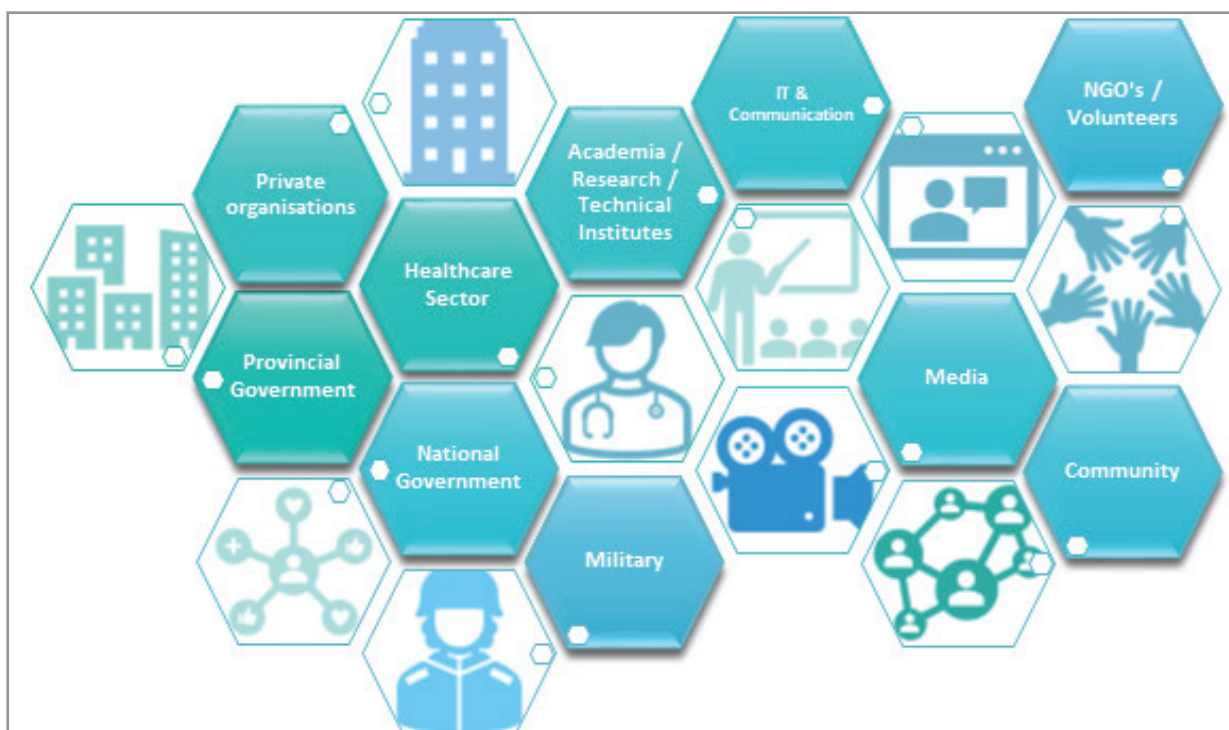 IT &
Communication
NGO's /
Volunteers
Private
organisations
Academia /
Research /
Technical
Institutes
Healthcare
Sector
Provincial
Government
Media
National
Government
Community
Military